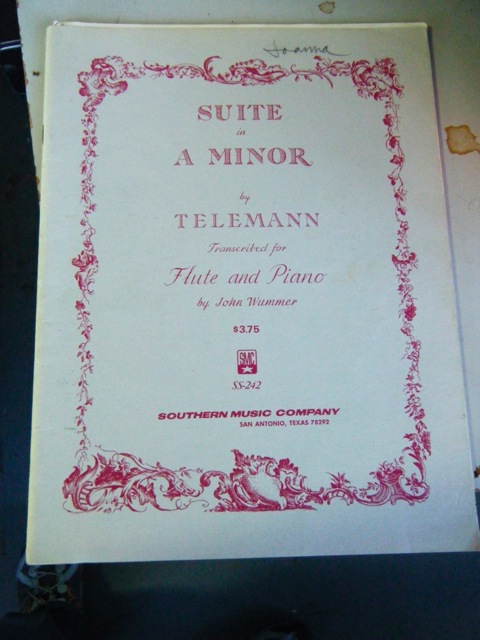 Joanna
SUITE
in
A MINOR
by
TELEMANN
Transcribed for
Flute and Piano
by John Wummer
$3.75
SMC
SS-242
SOUTHERN MUSIC COMPANY
SAN ANTONIO, TEXAS 78292